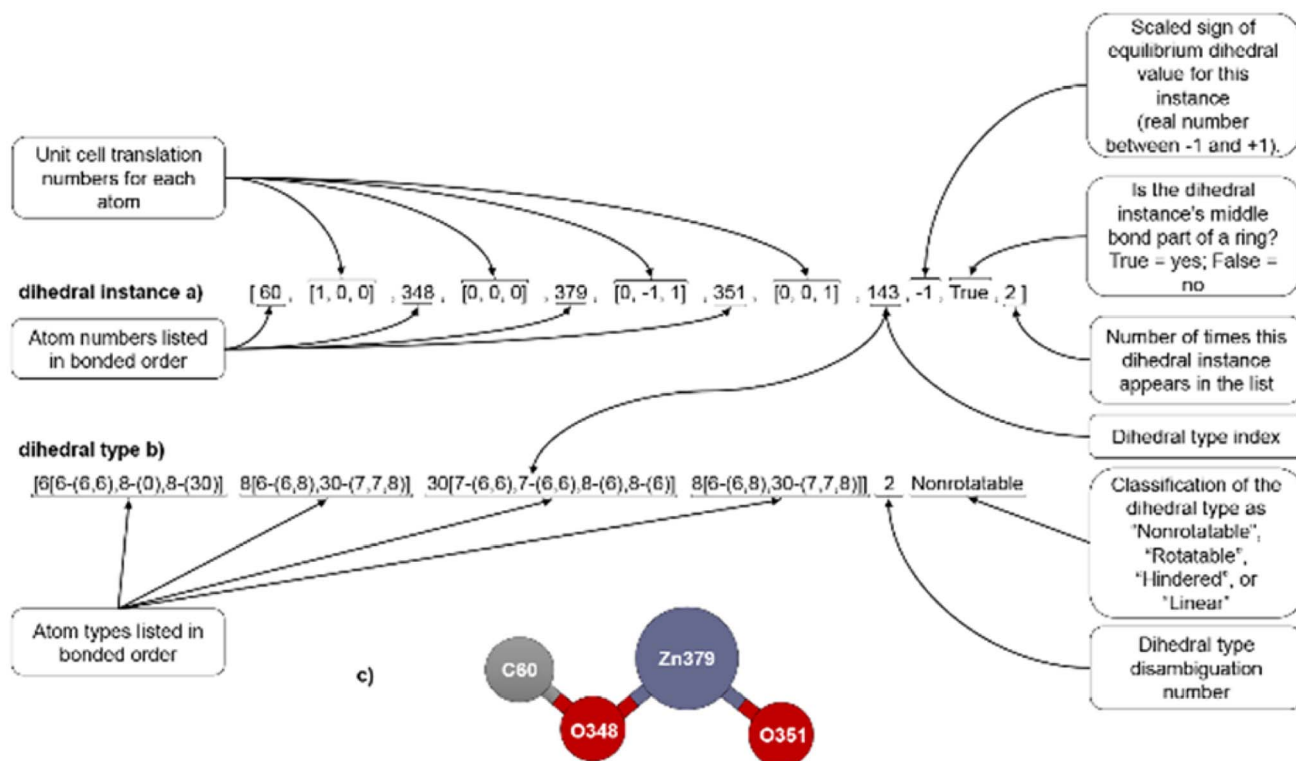 Scaled sign of
equilibrium dihedral
value for this
instance
(real number
between -1 and +1).
Unit cell translation
numbers for each
atom
Is the dihedral
instance's middle
bond part of a ring?
True = yes; False =
no
dihedral instance a) [ 60, [1, 0, 0] ,348, [0, 0, 0] ,379, [0, -1, 1] ,351, [0, 0, 1] ,143, -1, True, 2 ]
Atom numbers listed
in bonded order
Number of times this
dihedral instance
appears in the list
Dihedral type index
dihedral type b)
[6[6-(6,6),8-(0),8-(30)] 8[6-(6,8),30-(7,7,8)] 30[7-(6,6),7-(6,6),8-(6),8-(6)] 8[6-(6,8),30-(7,7,8)]] 2 Nonrotatable
Classification of the
dihedral type as
"Nonrotatable",
"Rotatable",
"Hindered", or
"Linear"
Atom types listed in
bonded order
Dihedral type
disambiguation
number
c)
C60
Zn379
O348
O351